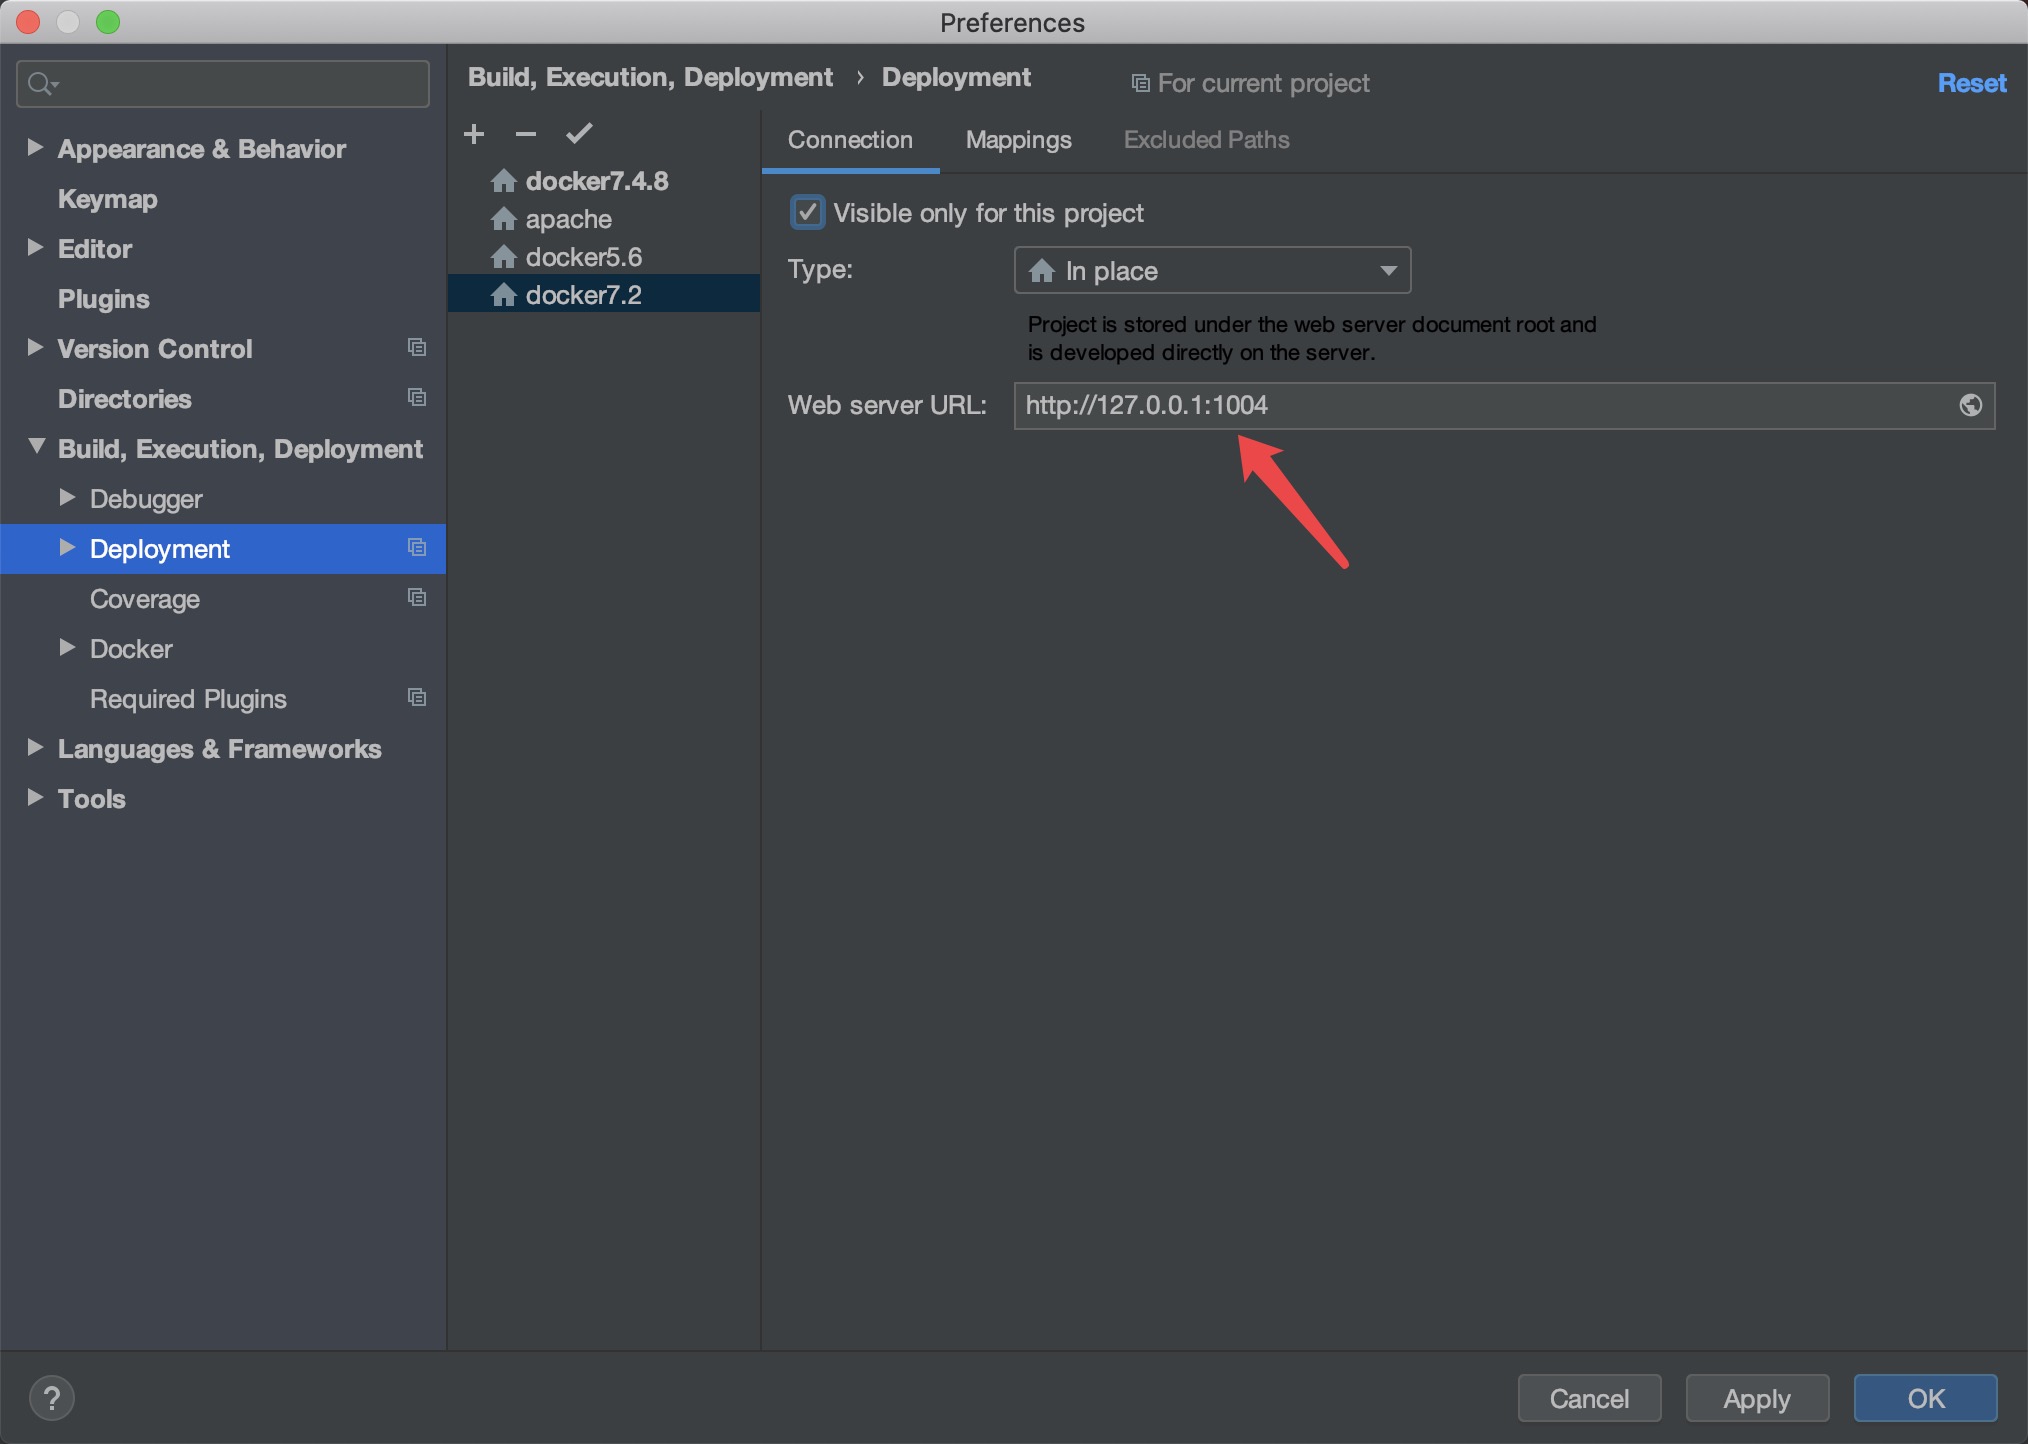 Preferences
Appearance & Behavior
Keymap
Editor
Plugins
Version Control
Directories
Build, Execution, Deployment
Debugger
Deployment
Coverage
Docker
Required Plugins
Languages & Frameworks
Tools
Build, Execution, Deployment › Deployment
For current project
Reset
docker7.4.8
apache
docker5.6
docker7.2
Connection
Mappings
Excluded Paths
Visible only for this project
Type:
In place
Project is stored under the web server document root and
is developed directly on the server.
Web server URL:
http://127.0.0.1:1004
?
Cancel
Apply
OK